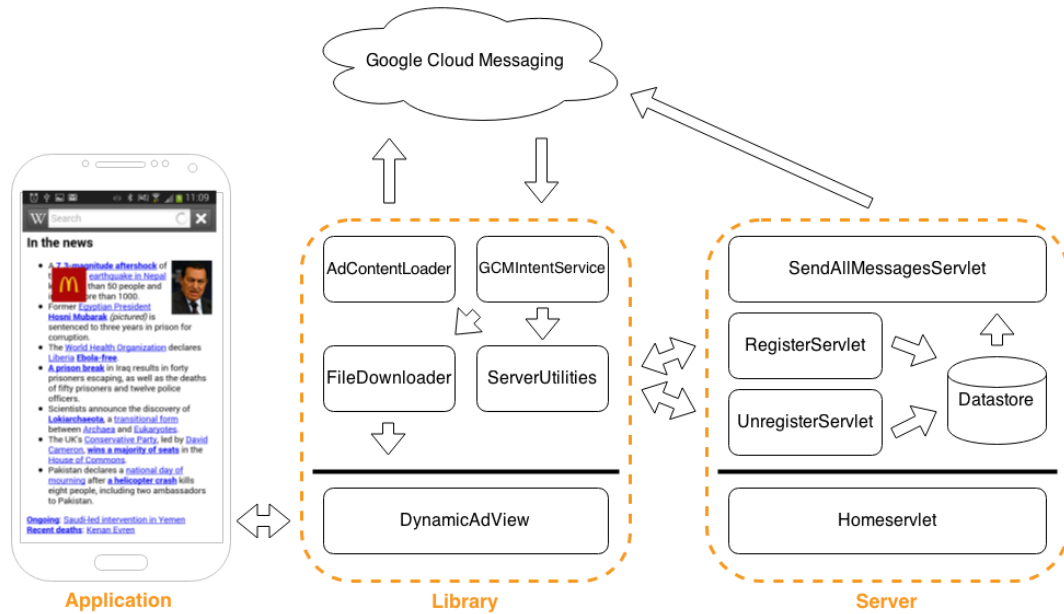 Google Cloud Messaging
11:09
W Search
In the news
A 7.3-magnitude aftershock of
earthquake in Nepal
than 50 people and
ore than 1000.
Former Egyptian President
Hosni Mubarak (pictured) is
sentenced to three years in prison for
corruption.
The World Health Organization declares
Liberia Ebola-free.
A prison break in Iraq results in forty
prisoners escaping, as well as the deaths
of fifty prisoners and twelve police
officers.
Scientists announce the discovery of
Lokiarchaeota, a transitional form
between Archaea and Eukaryotes.
The UK's Conservative Party, led by David
Cameron, wins a majority of seats in the
House of Commons.
Pakistan declares a national day of
mourning after a helicopter crash kills
eight people, including two ambassadors
to Pakistan.
Ongoing: Saudi-led intervention in Yemen
Recent deaths: Kenan Evren
Application
AdContentLoader
GCMIntentService
FileDownloader
ServerUtilities
DynamicAdView
Library
SendAllMessagesServlet
RegisterServlet
UnregisterServlet
Datastore
Homeservlet
Server